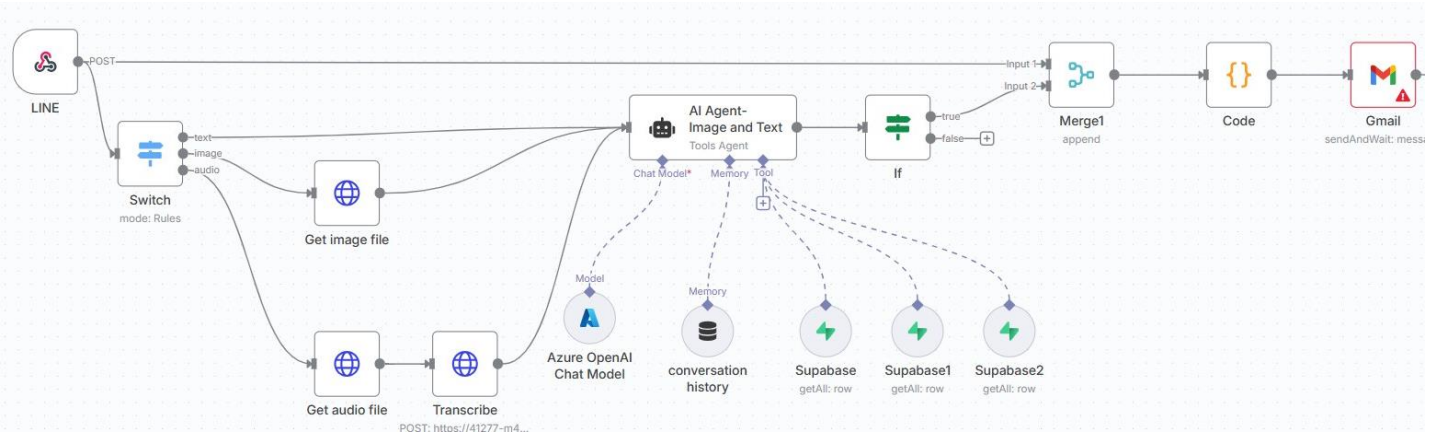 LINE
POST
Switch
mode: Rules
text
image
audio
Get image file
Get audio file
Transcribe
POST: https://41277-m4...
AI Agent-
Image and Text
Tools Agent
Chat Model*
Memory
Tool
Model
Azure OpenAI
Chat Model
Memory
conversation
history
Supabase
getAll: row
Supabase1
getAll: row
Supabase2
getAll: row
If
true
false
Input 1
Input 2
Merge1
append
Code
Gmail
sendAndWait: messa